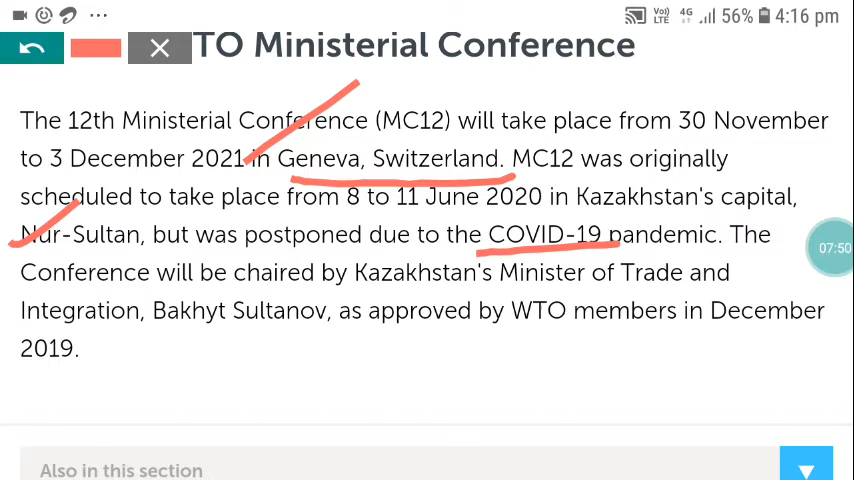 Vo) 4G 56% 4:16 pm
LTE
TO Ministerial Conference
The 12th Ministerial Conference (MC12) will take place from 30 November
to 3 December 2021 in Geneva, Switzerland. MC12 was originally
scheduled to take place from 8 to 11 June 2020 in Kazakhstan's capital,
Nur-Sultan, but was postponed due to the COVID-19 pandemic. The
07:50
Conference will be chaired by Kazakhstan's Minister of Trade and
Integration, Bakhyt Sultanov, as approved by WTO members in December
2019.
Also in this section